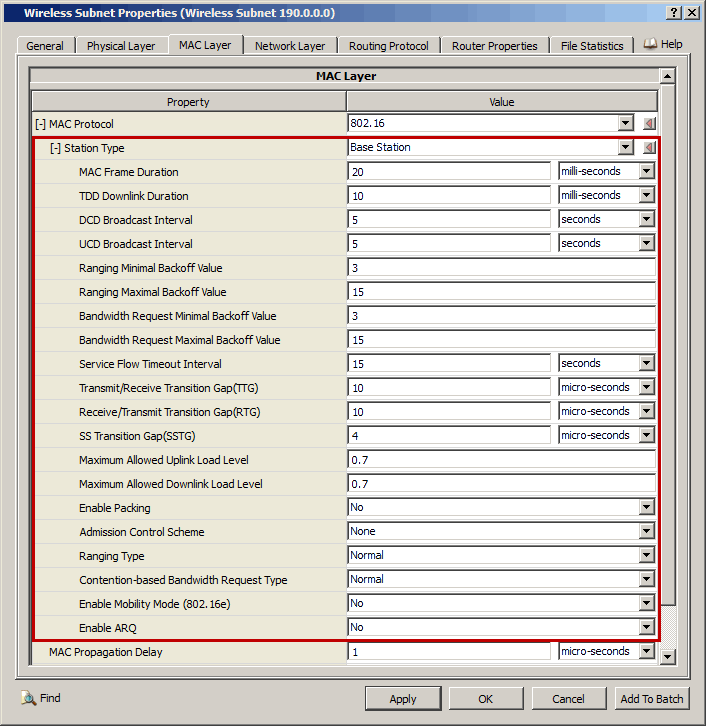 Wireless Subnet Properties (Wireless Subnet 190.0.0.0)
General Physical Layer MAC Layer Network Layer Routing Protocol Router Properties File Statistics Help
MAC Layer
Property Value
[-] MAC Protocol 802.16
[-] Station Type Base Station
MAC Frame Duration 20 milli-seconds
TDD Downlink Duration 10 milli-seconds
DCD Broadcast Interval 5 seconds
UCD Broadcast Interval 5 seconds
Ranging Minimal Backoff Value 3
Ranging Maximal Backoff Value 15
Bandwidth Request Minimal Backoff Value 3
Bandwidth Request Maximal Backoff Value 15
Service Flow Timeout Interval 15 seconds
Transmit/Receive Transition Gap(TTG) 10 micro-seconds
Receive/Transmit Transition Gap(RTG) 10 micro-seconds
SS Transition Gap(SSTG) 4 micro-seconds
Maximum Allowed Uplink Load Level 0.7
Maximum Allowed Downlink Load Level 0.7
Enable Packing No
Admission Control Scheme None
Ranging Type Normal
Contention-based Bandwidth Request Type Normal
Enable Mobility Mode (802.16e) No
Enable ARQ No
MAC Propagation Delay 1 micro-seconds
Find Apply OK Cancel Add To Batch